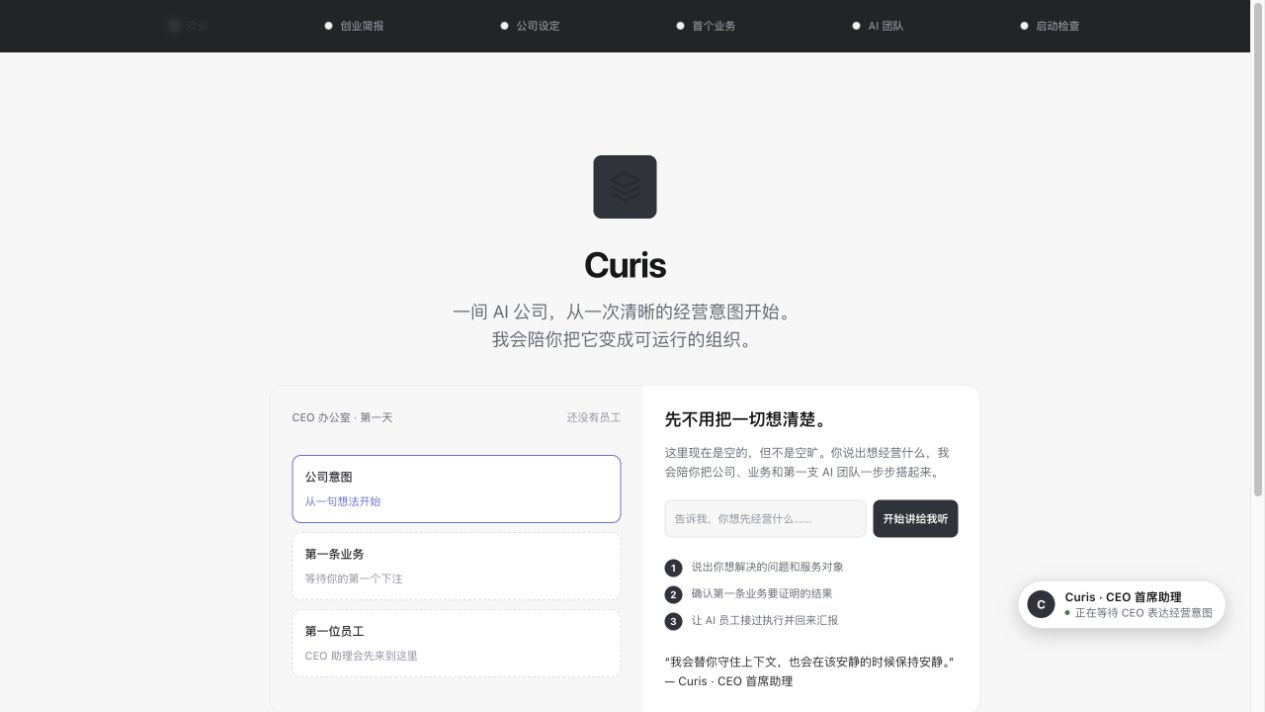 欢迎
创业简报
公司设定
首个业务
AI 团队
启动检查
Curis
一间 AI 公司，从一次清晰的经营意图开始。
我会陪你把它变成可运行的组织。
CEO 办公室 · 第一天
还没有员工
公司意图
从一句想法开始
第一条业务
等待你的第一个下注
第一位员工
CEO 助理会先来到这里
先不用把一切想清楚。
这里现在是空的，但不是空旷。你说出想经营什么，我
会陪你把公司、业务和第一支 AI 团队一步步搭起来。
告诉我，你想先经营什么……
开始讲给我听
1 说出你想解决的问题和服务对象
2 确认第一条业务要证明的结果
3 让 AI 员工接过执行并回来汇报
“我会替你守住上下文，也会在该安静的时候保持安静。”
— Curis · CEO 首席助理
C
Curis · CEO 首席助理
正在等待 CEO 表达经营意图